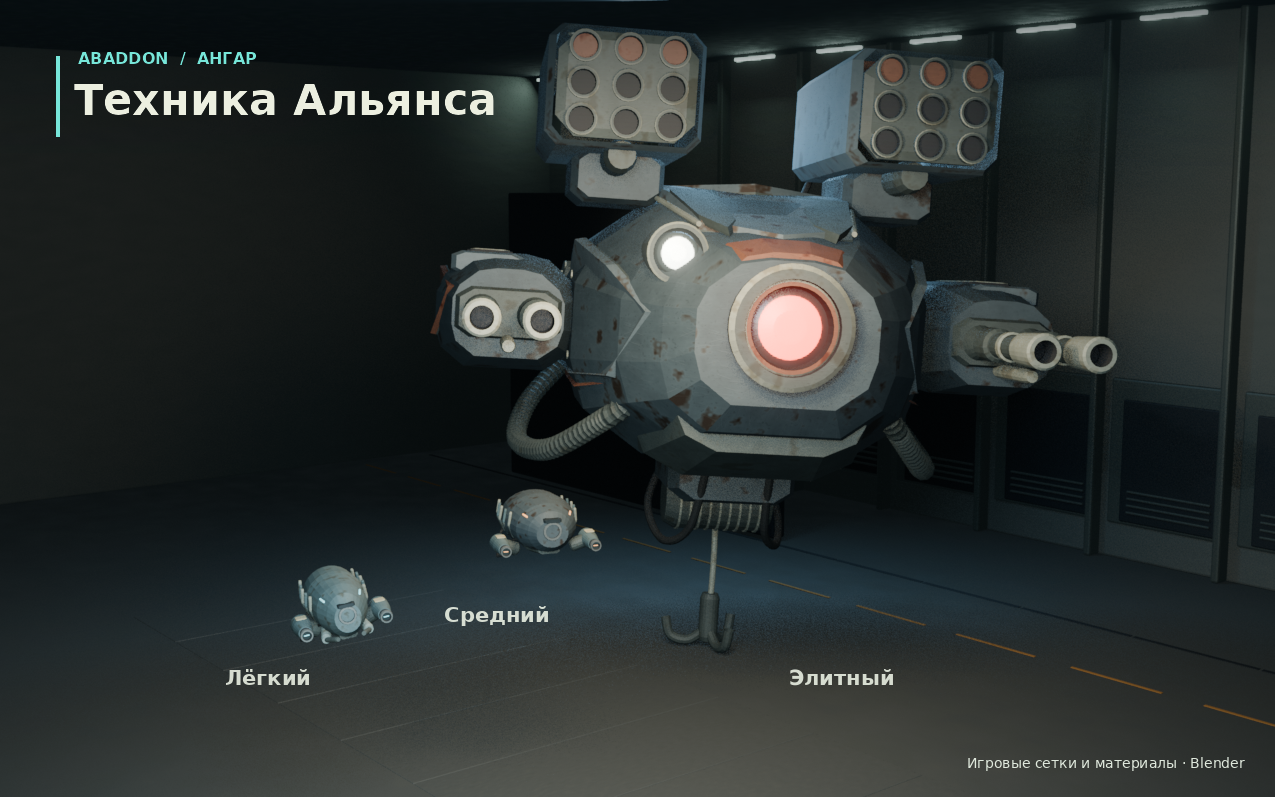 ABADDON / АНГАР
Техника Альянса
Средний
Лёгкий
Элитный
Игровые сетки и материалы · Blender